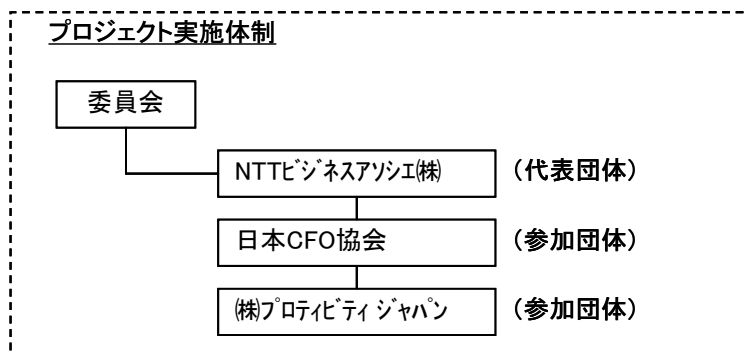 プロジェクト実施体制
委員会
NTTﾋﾞｼﾞﾈｽｱｿｼｴ㈱ (代表団体)
日本CFO協会 (参加団体)
㈱ﾌﾟﾛﾃｨﾋﾞﾃｨ ｼﾞｬﾊﾟﾝ (参加団体)